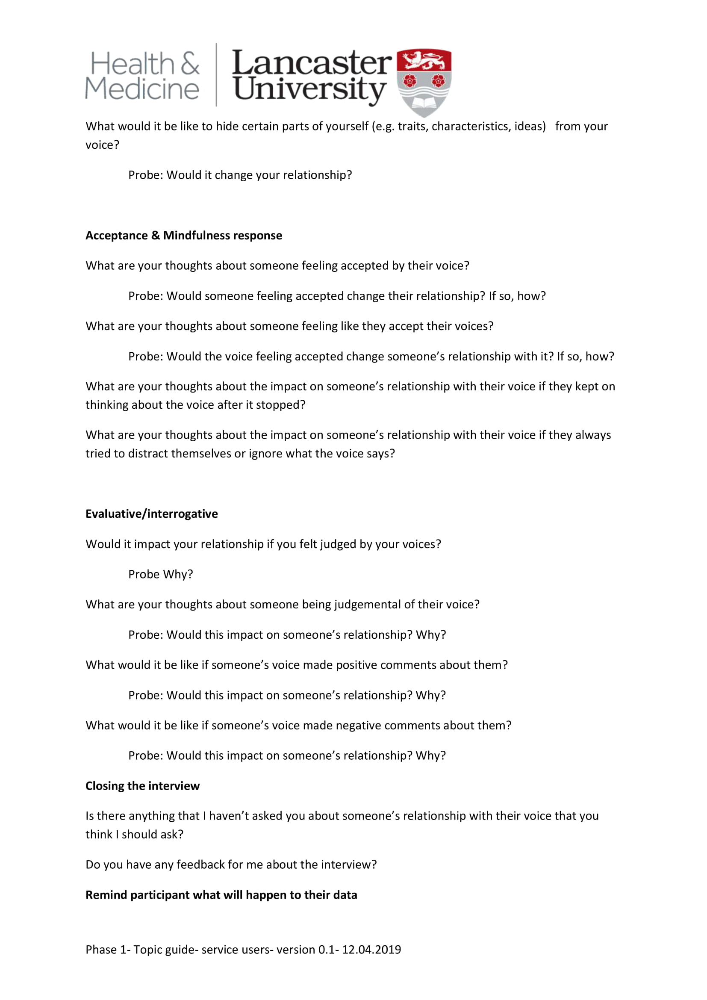 Health &
Medicine
Lancaster
University
What would it be like to hide certain parts of yourself (e.g. traits, characteristics, ideas)   from your
voice?
Probe: Would it change your relationship?
Acceptance & Mindfulness response
What are your thoughts about someone feeling accepted by their voice?
Probe: Would someone feeling accepted change their relationship? If so, how?
What are your thoughts about someone feeling like they accept their voices?
Probe: Would the voice feeling accepted change someone’s relationship with it? If so, how?
What are your thoughts about the impact on someone’s relationship with their voice if they kept on
thinking about the voice after it stopped?
What are your thoughts about the impact on someone’s relationship with their voice if they always
tried to distract themselves or ignore what the voice says?
Evaluative/interrogative
Would it impact your relationship if you felt judged by your voices?
Probe Why?
What are your thoughts about someone being judgemental of their voice?
Probe: Would this impact on someone’s relationship? Why?
What would it be like if someone’s voice made positive comments about them?
Probe: Would this impact on someone’s relationship? Why?
What would it be like if someone’s voice made negative comments about them?
Probe: Would this impact on someone’s relationship? Why?
Closing the interview
Is there anything that I haven’t asked you about someone’s relationship with their voice that you
think I should ask?
Do you have any feedback for me about the interview?
Remind participant what will happen to their data
Phase 1- Topic guide- service users- version 0.1- 12.04.2019